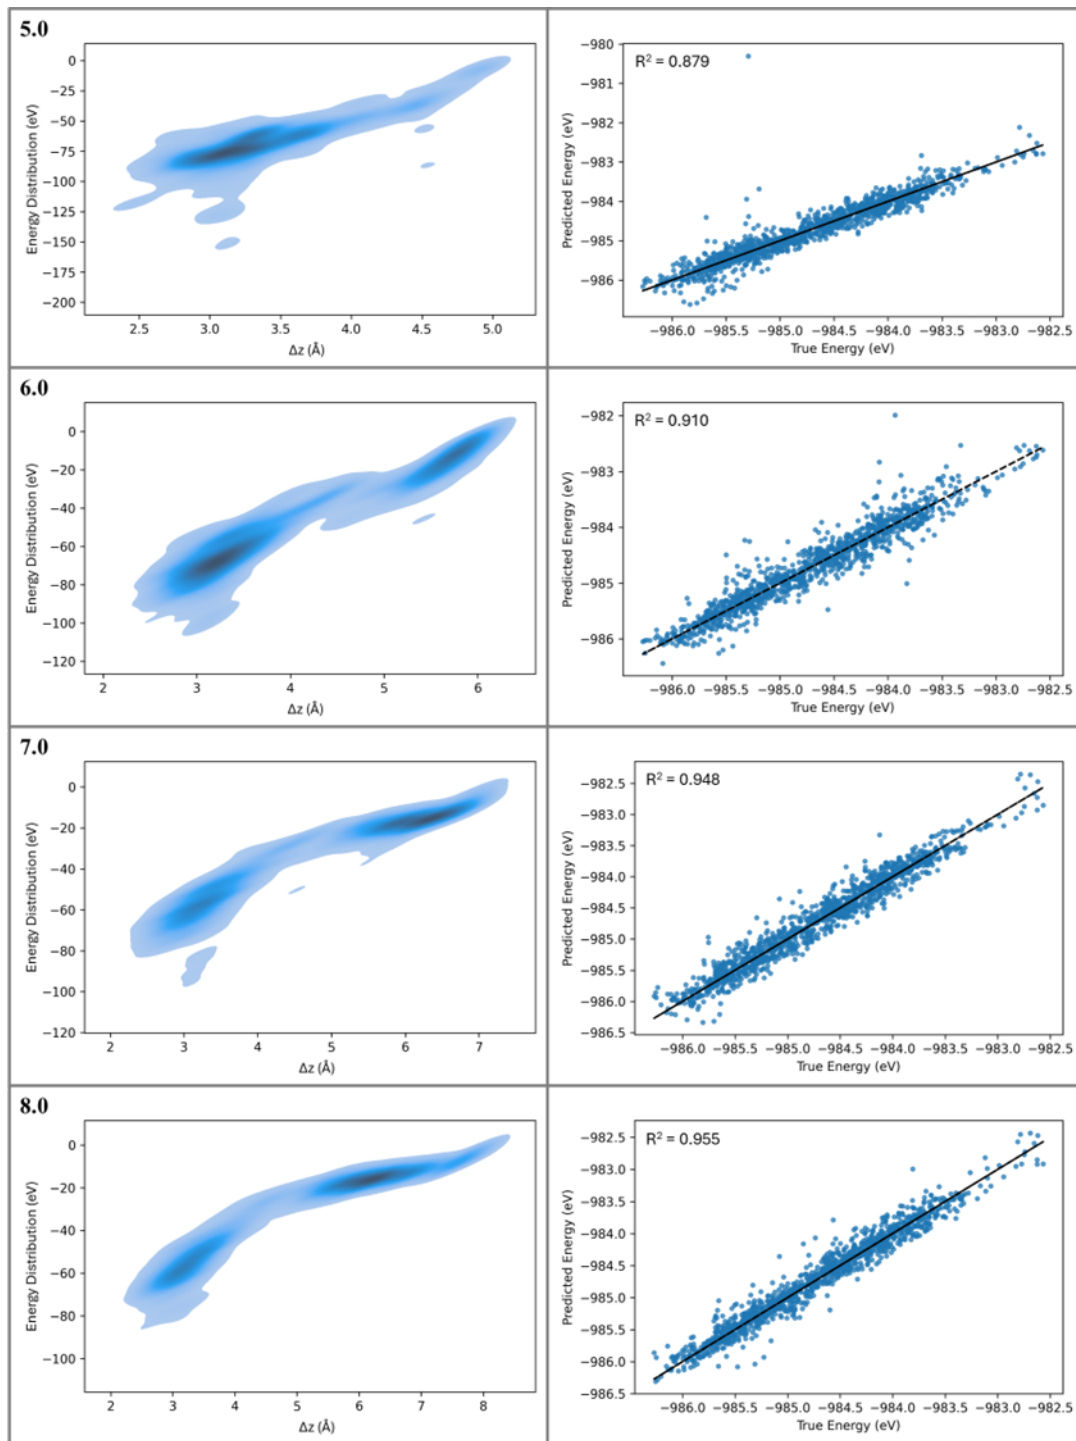 5.0
0
−25
−50
−75
−100
−125
−150
−175
−200
Energy Distribution (eV)
2.5 3.0 3.5 4.0 4.5 5.0
Δz (Å)
R² = 0.879
−980
−981
−982
−983
−984
−985
−986
Predicted Energy (eV)
−986.0 −985.5 −985.0 −984.5 −984.0 −983.5 −983.0 −982.5
True Energy (eV)
6.0
0
−20
−40
−60
−80
−100
−120
Energy Distribution (eV)
2 3 4 5 6
Δz (Å)
R² = 0.910
−982
−983
−984
−985
−986
Predicted Energy (eV)
−986.0 −985.5 −985.0 −984.5 −984.0 −983.5 −983.0 −982.5
True Energy (eV)
7.0
0
−20
−40
−60
−80
−100
−120
Energy Distribution (eV)
2 3 4 5 6 7
Δz (Å)
R² = 0.948
−982.5
−983.0
−983.5
−984.0
−984.5
−985.0
−985.5
−986.0
−986.5
Predicted Energy (eV)
−986.0 −985.5 −985.0 −984.5 −984.0 −983.5 −983.0 −982.5
True Energy (eV)
8.0
0
−20
−40
−60
−80
−100
Energy Distribution (eV)
2 3 4 5 6 7 8
Δz (Å)
R² = 0.955
−982.5
−983.0
−983.5
−984.0
−984.5
−985.0
−985.5
−986.0
−986.5
Predicted Energy (eV)
−986.0 −985.5 −985.0 −984.5 −984.0 −983.5 −983.0 −982.5
True Energy (eV)